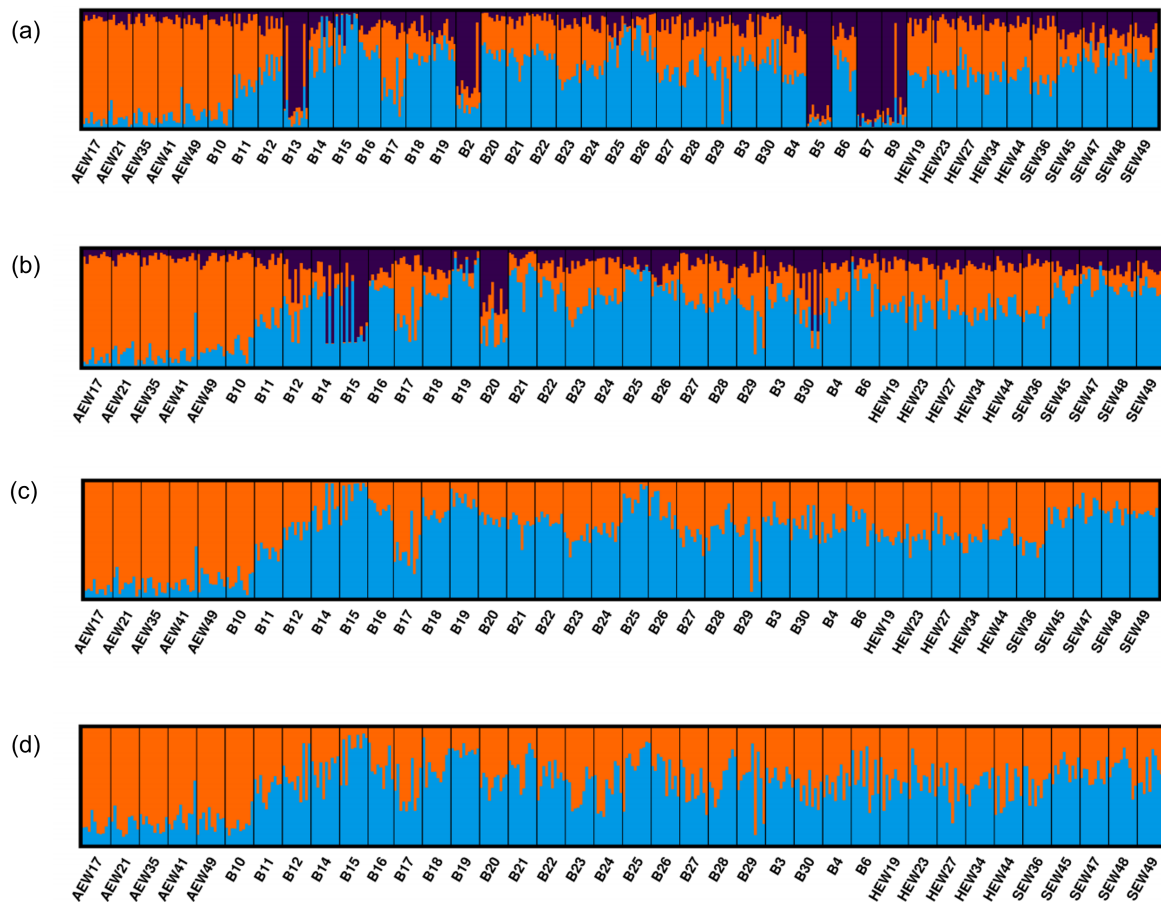 (a)
AEW17 AEW21 AEW35 AEW41 AEW49 B10 B11 B12 B13 B14 B15 B16 B17 B18 B19 B2 B20 B21 B22 B23 B24 B25 B26 B27 B28 B29 B3 B30 B4 B5 B6 B7 B9 HEW19 HEW23 HEW27 HEW34 HEW44 SEW36 SEW45 SEW47 SEW48 SEW49
(b)
AEW17 AEW21 AEW35 AEW41 AEW49 B10 B11 B12 B14 B15 B16 B17 B18 B19 B20 B21 B22 B23 B24 B25 B26 B27 B28 B29 B3 B30 B4 B6 HEW19 HEW23 HEW27 HEW34 HEW44 SEW36 SEW45 SEW47 SEW48 SEW49
(c)
AEW17 AEW21 AEW35 AEW41 AEW49 B10 B11 B12 B14 B15 B16 B17 B18 B19 B20 B21 B22 B23 B24 B25 B26 B27 B28 B29 B3 B30 B4 B6 HEW19 HEW23 HEW27 HEW34 HEW44 SEW36 SEW45 SEW47 SEW48 SEW49
(d)
AEW17 AEW21 AEW35 AEW41 AEW49 B10 B11 B12 B14 B15 B16 B17 B18 B19 B20 B21 B22 B23 B24 B25 B26 B27 B28 B29 B3 B30 B4 B6 HEW19 HEW23 HEW27 HEW34 HEW44 SEW36 SEW45 SEW47 SEW48 SEW49